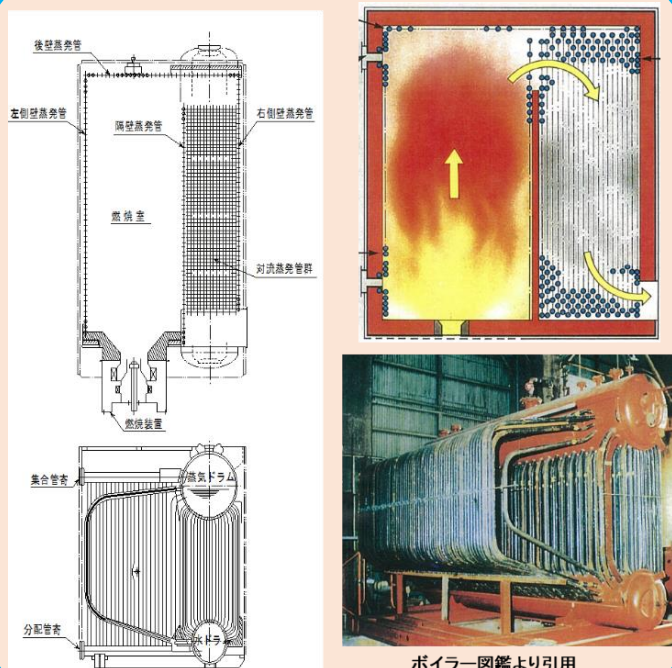 後壁蒸発管
左側壁蒸発管
隔壁蒸発管
右側壁蒸発管
燃焼室
対流蒸発管群
燃焼装置
集合管寄
蒸気ドラム
分配管寄
水ドラ
ボイラー図鑑より引用